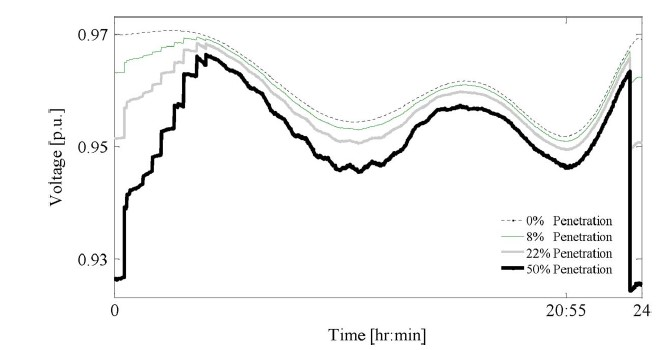 0.97
0.95
0.93
Voltage [p.u.]
0% Penetration
8% Penetration
22% Penetration
50% Penetration
0 20:55 24
Time [hr:min]